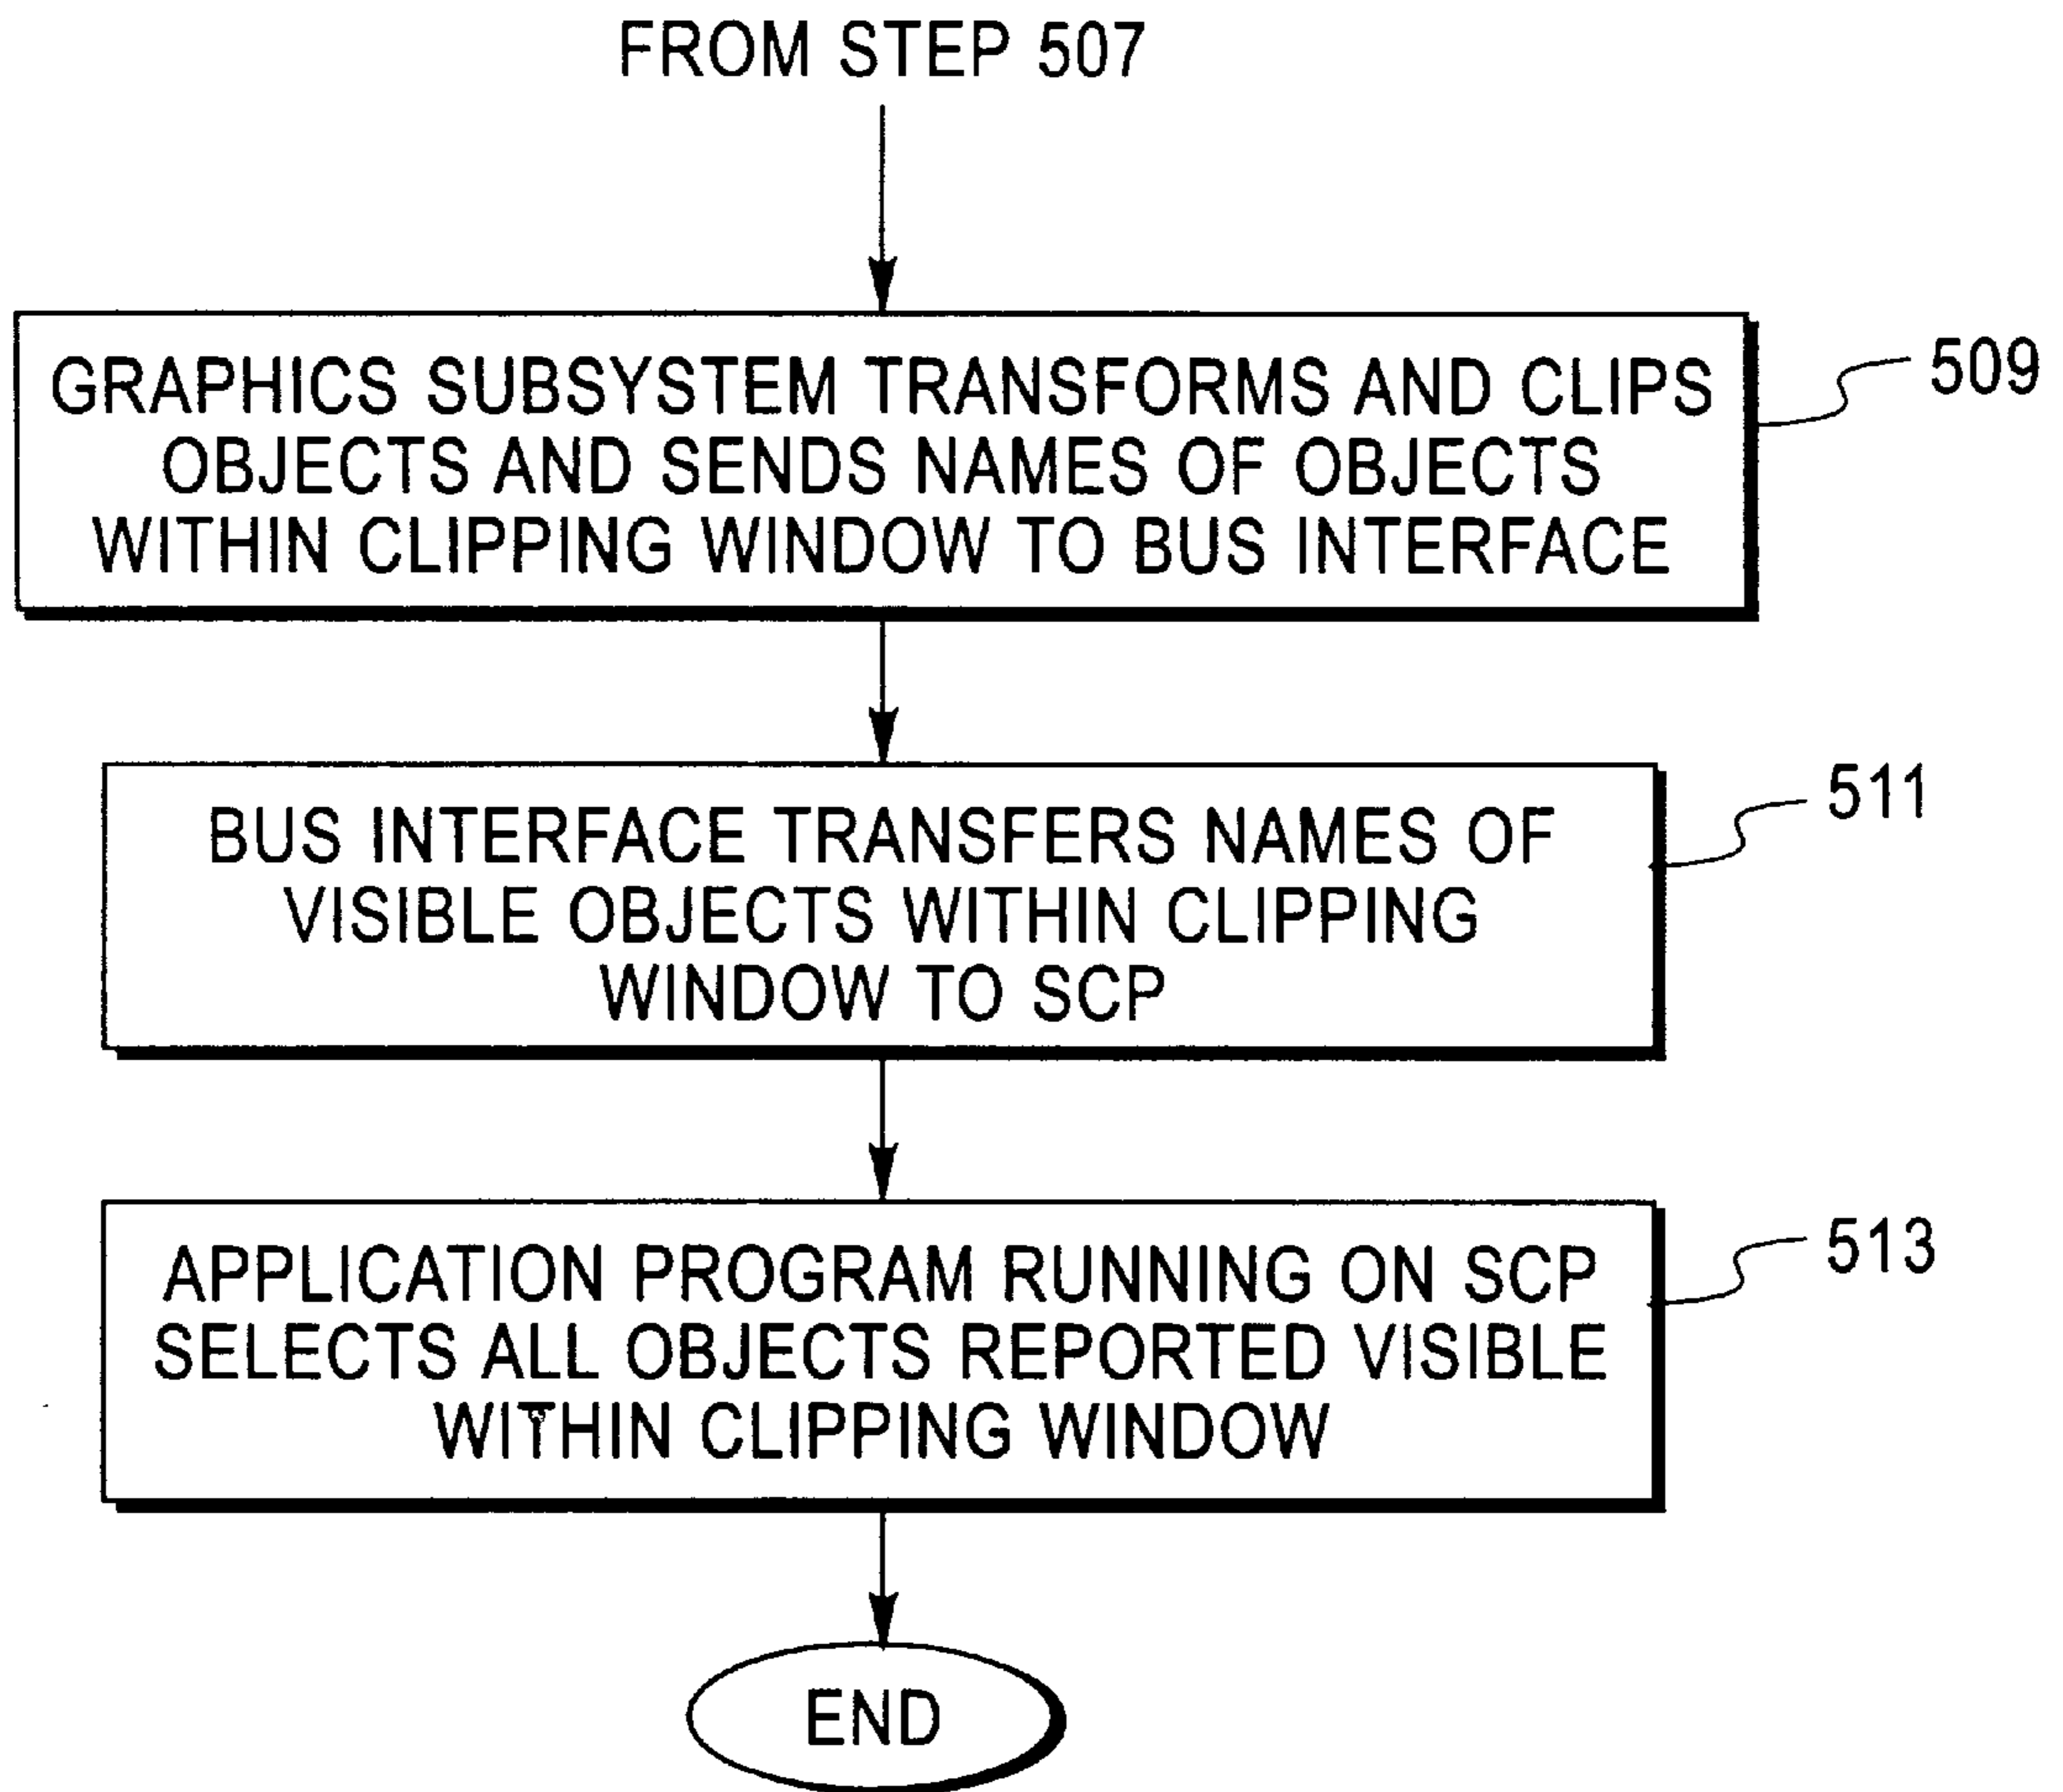 FROM STEP 507
GRAPHICS SUBSYSTEM TRANSFORMS AND CLIPS
OBJECTS AND SENDS NAMES OF OBJECTS
WITHIN CLIPPING WINDOW TO BUS INTERFACE
509
BUS INTERFACE TRANSFERS NAMES OF
VISIBLE OBJECTS WITHIN CLIPPING
WINDOW TO SCP
511
APPLICATION PROGRAM RUNNING ON SCP
SELECTS ALL OBJECTS REPORTED VISIBLE
WITHIN CLIPPING WINDOW
513
END